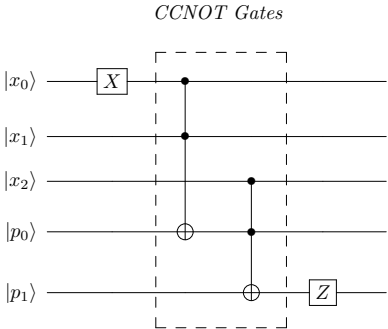 CCNOT Gates
|x₀⟩ X
|x₁⟩
|x₂⟩
|p₀⟩
|p₁⟩ Z